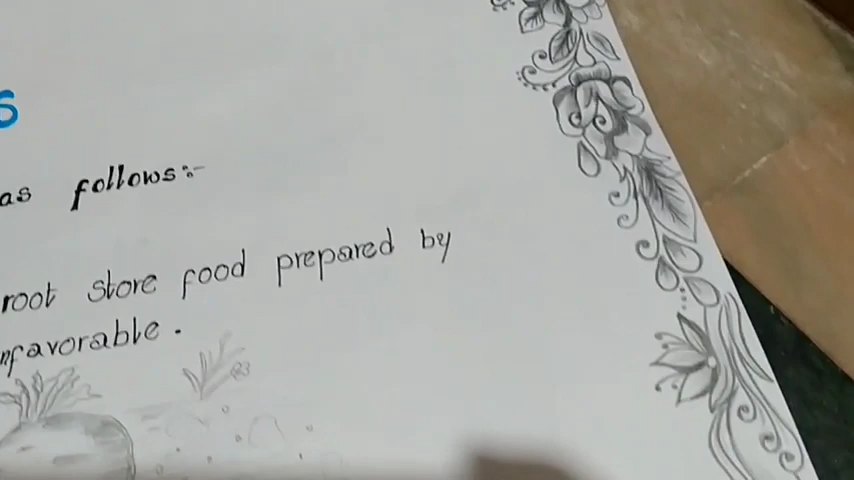 s
as follows:-
root store food prepared by
nfavorable.